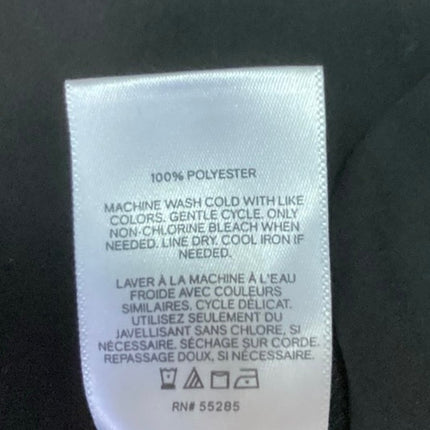 100% POLYESTER
MACHINE WASH COLD WITH LIKE
COLORS. GENTLE CYCLE. ONLY
NON-CHLORINE BLEACH WHEN
NEEDED. LINE DRY. COOL IRON IF
NEEDED.
LAVER À LA MACHINE À L'EAU
FROIDE AVEC COULEURS
SIMILAIRES. CYCLE DÉLICAT.
UTILISEZ SEULEMENT DU
JAVELLISANT SANS CHLORE, SI
NÉCESSAIRE. SÉCHAGE SUR CORDE.
REPASSAGE DOUX, SI NÉCESSAIRE.
RN# 55285